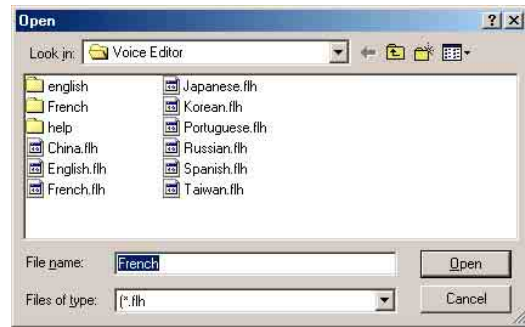 Open
Look in: Voice Editor
english
French
help
China.flh
English.flh
French.flh
Japanese.flh
Korean.flh
Portuguese.flh
Russian.flh
Spanish.flh
Taiwan.flh
File name: French
Open
Files of type: (*.flh
Cancel